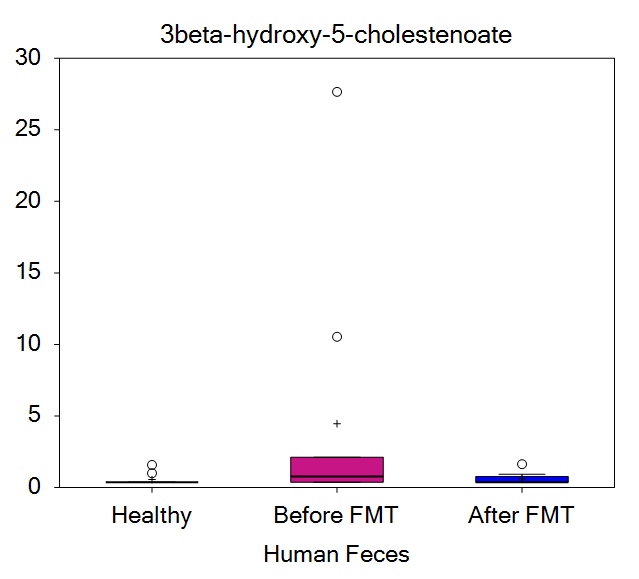 3beta-hydroxy-5-cholestenoate
30
25
20
15
10
5
0
Healthy
Before FMT
After FMT
Human Feces